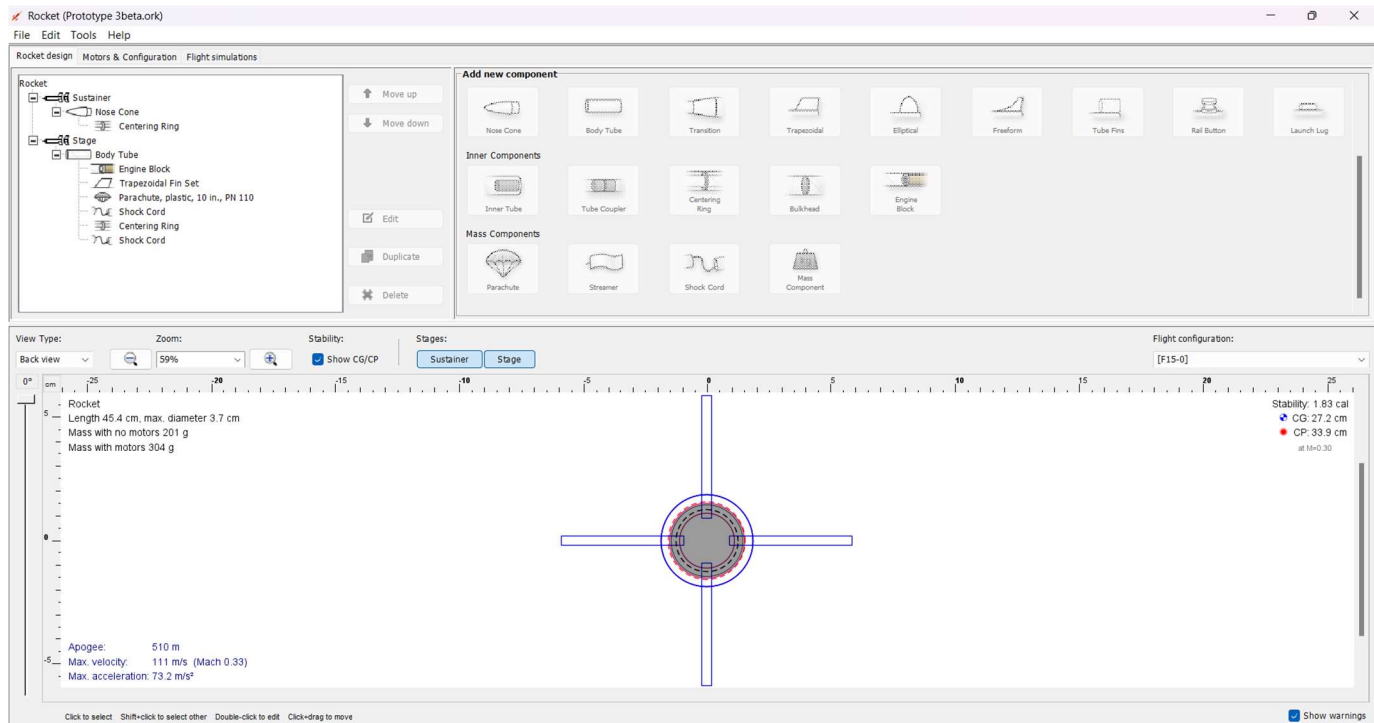 Rocket (Prototype 3beta.ork)
File Edit Tools Help
Rocket design Motors & Configuration Flight simulations
Rocket
Sustainer
Nose Cone
Centering Ring
Stage
Body Tube
Engine Block
Trapezoidal Fin Set
Parachute, plastic, 10 in., PN 110
Shock Cord
Centering Ring
Shock Cord
Move up
Move down
Edit
Duplicate
Delete
Add new component
Nose Cone Body Tube Transition Trapezoidal Elliptical Freeform Tube Fins Rail Button Launch Lug
Inner Components
Inner Tube Tube Coupler Centering Ring Bulkhead Engine Block
Mass Components
Parachute Streamer Shock Cord Mass Component
View Type: Zoom: Stability: Stages: Flight configuration:
Back view 59% Show CG/CP Sustainer Stage [F15-0]
0° cm -25 -20 -15 -10 -5 0 5 10 15 20 25
5
0
-5
Rocket
Length 45.4 cm, max. diameter 3.7 cm
Mass with no motors 201 g
Mass with motors 304 g
Stability: 1.83 cal
CG: 27.2 cm
CP: 33.9 cm
at M=0.30
Apogee: 510 m
Max. velocity: 111 m/s (Mach 0.33)
Max. acceleration: 73.2 m/s²
Click to select Shift+click to select other Double-click to edit Click+drag to move
Show warnings